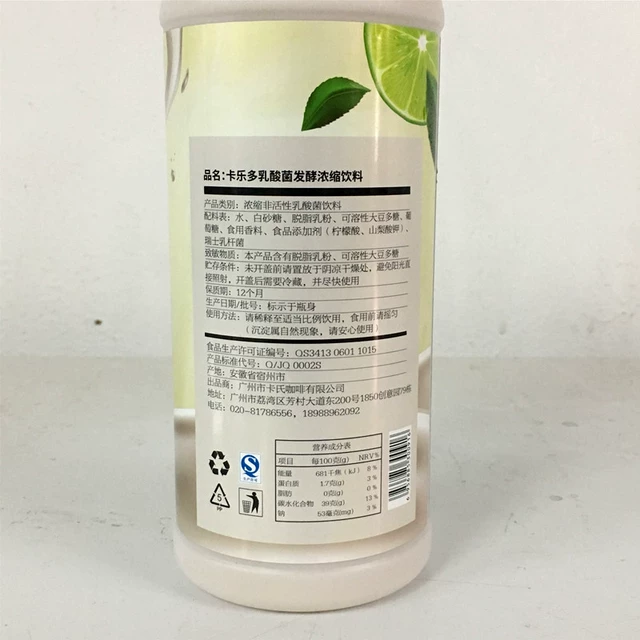 品名：卡乐多乳酸菌发酵浓缩饮料
产品类别：浓缩非活性乳酸菌饮料
配料表：水、白砂糖、脱脂乳粉、可溶性大豆多糖、葡
萄糖、食用香料、食品添加剂（柠檬酸、山梨酸钾）、
瑞士乳杆菌
致敏物质：本产品含有脱脂乳粉、可溶性大豆多糖
贮存条件：未开盖前请置放于阴凉干燥处，避免阳光直
接照射，开盖后需要冷藏，并尽快使用
保质期：12个月
生产日期/批号：标示于瓶身
使用方法：请稀释至适当比例饮用，食用前请摇匀
（沉淀属自然现象，请安心使用）
食品生产许可证编号：QS3413 0601 1015
产品标准代号：Q/JQ 0002S
产地：安徽省宿州市
出品商：广州市卡氏咖啡有限公司
地址：广州市荔湾区芳村大道东200号1850创意园79栋
电话：020-81786556、18988962092
营养成分表
项目 每100克(g) NRV%
能量 681千焦（kJ） 8%
蛋白质 1.7克(g) 3%
脂肪 0克(g) 0%
碳水化合物 39克(g) 13%
钠 53毫克(mg) 3%
QS
5